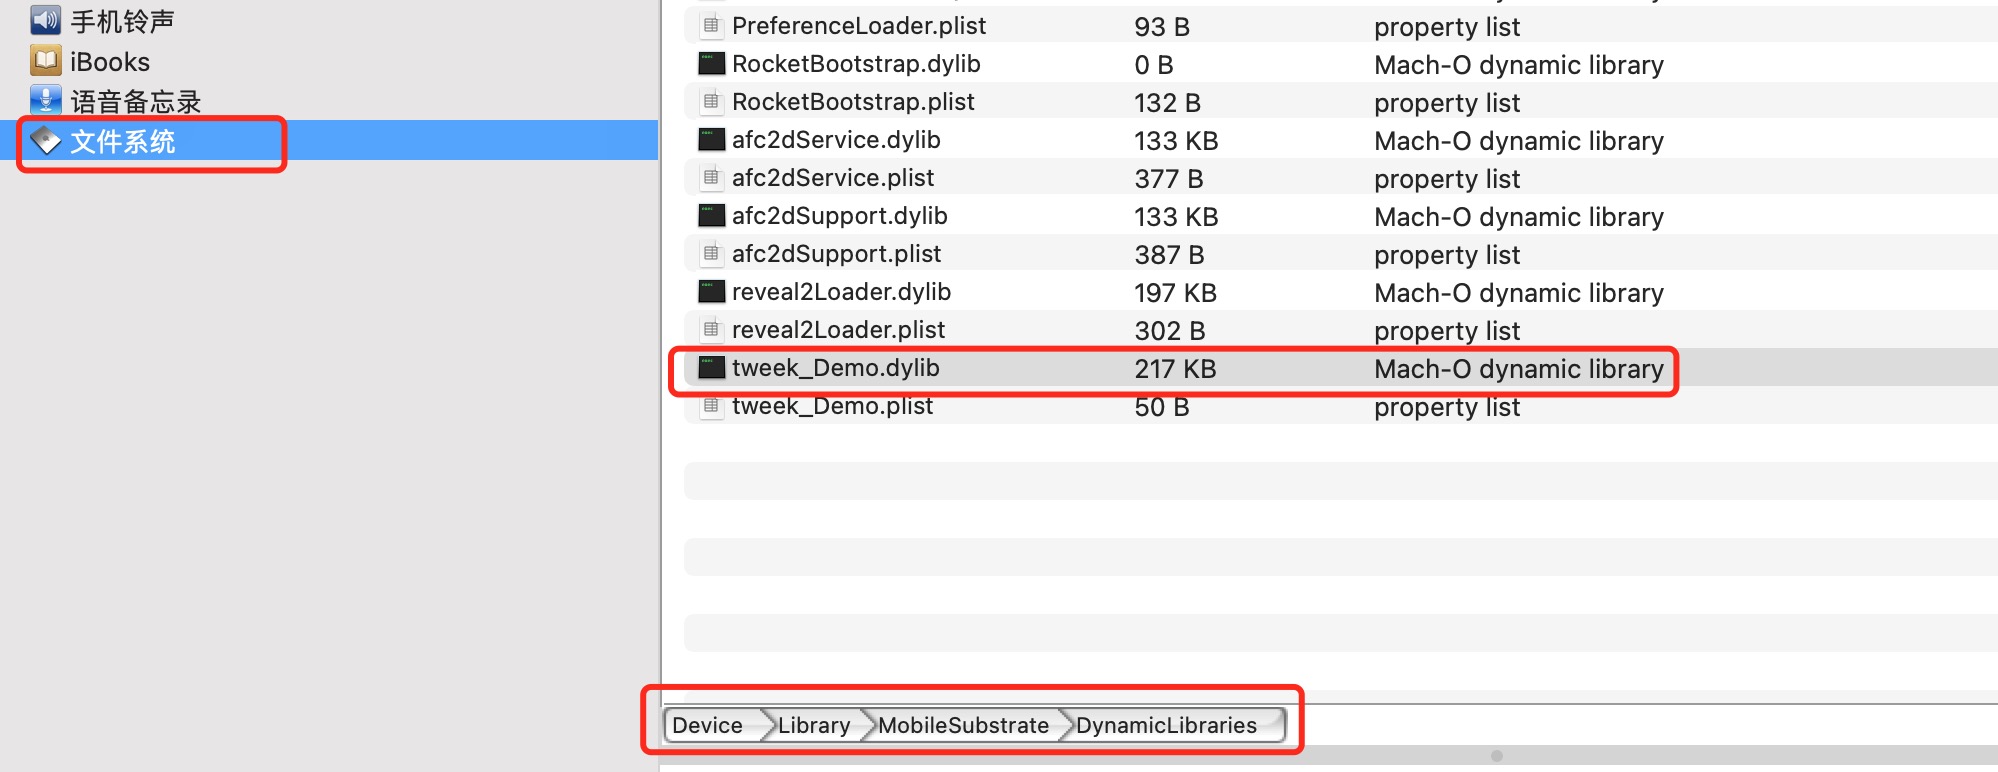 手机铃声
iBooks
语音备忘录
文件系统
PreferenceLoader.plist 93 B property list
RocketBootstrap.dylib 0 B Mach-O dynamic library
RocketBootstrap.plist 132 B property list
afc2dService.dylib 133 KB Mach-O dynamic library
afc2dService.plist 377 B property list
afc2dSupport.dylib 133 KB Mach-O dynamic library
afc2dSupport.plist 387 B property list
reveal2Loader.dylib 197 KB Mach-O dynamic library
reveal2Loader.plist 302 B property list
tweek_Demo.dylib 217 KB Mach-O dynamic library
tweek_Demo.plist 50 B property list
Device Library MobileSubstrate DynamicLibraries